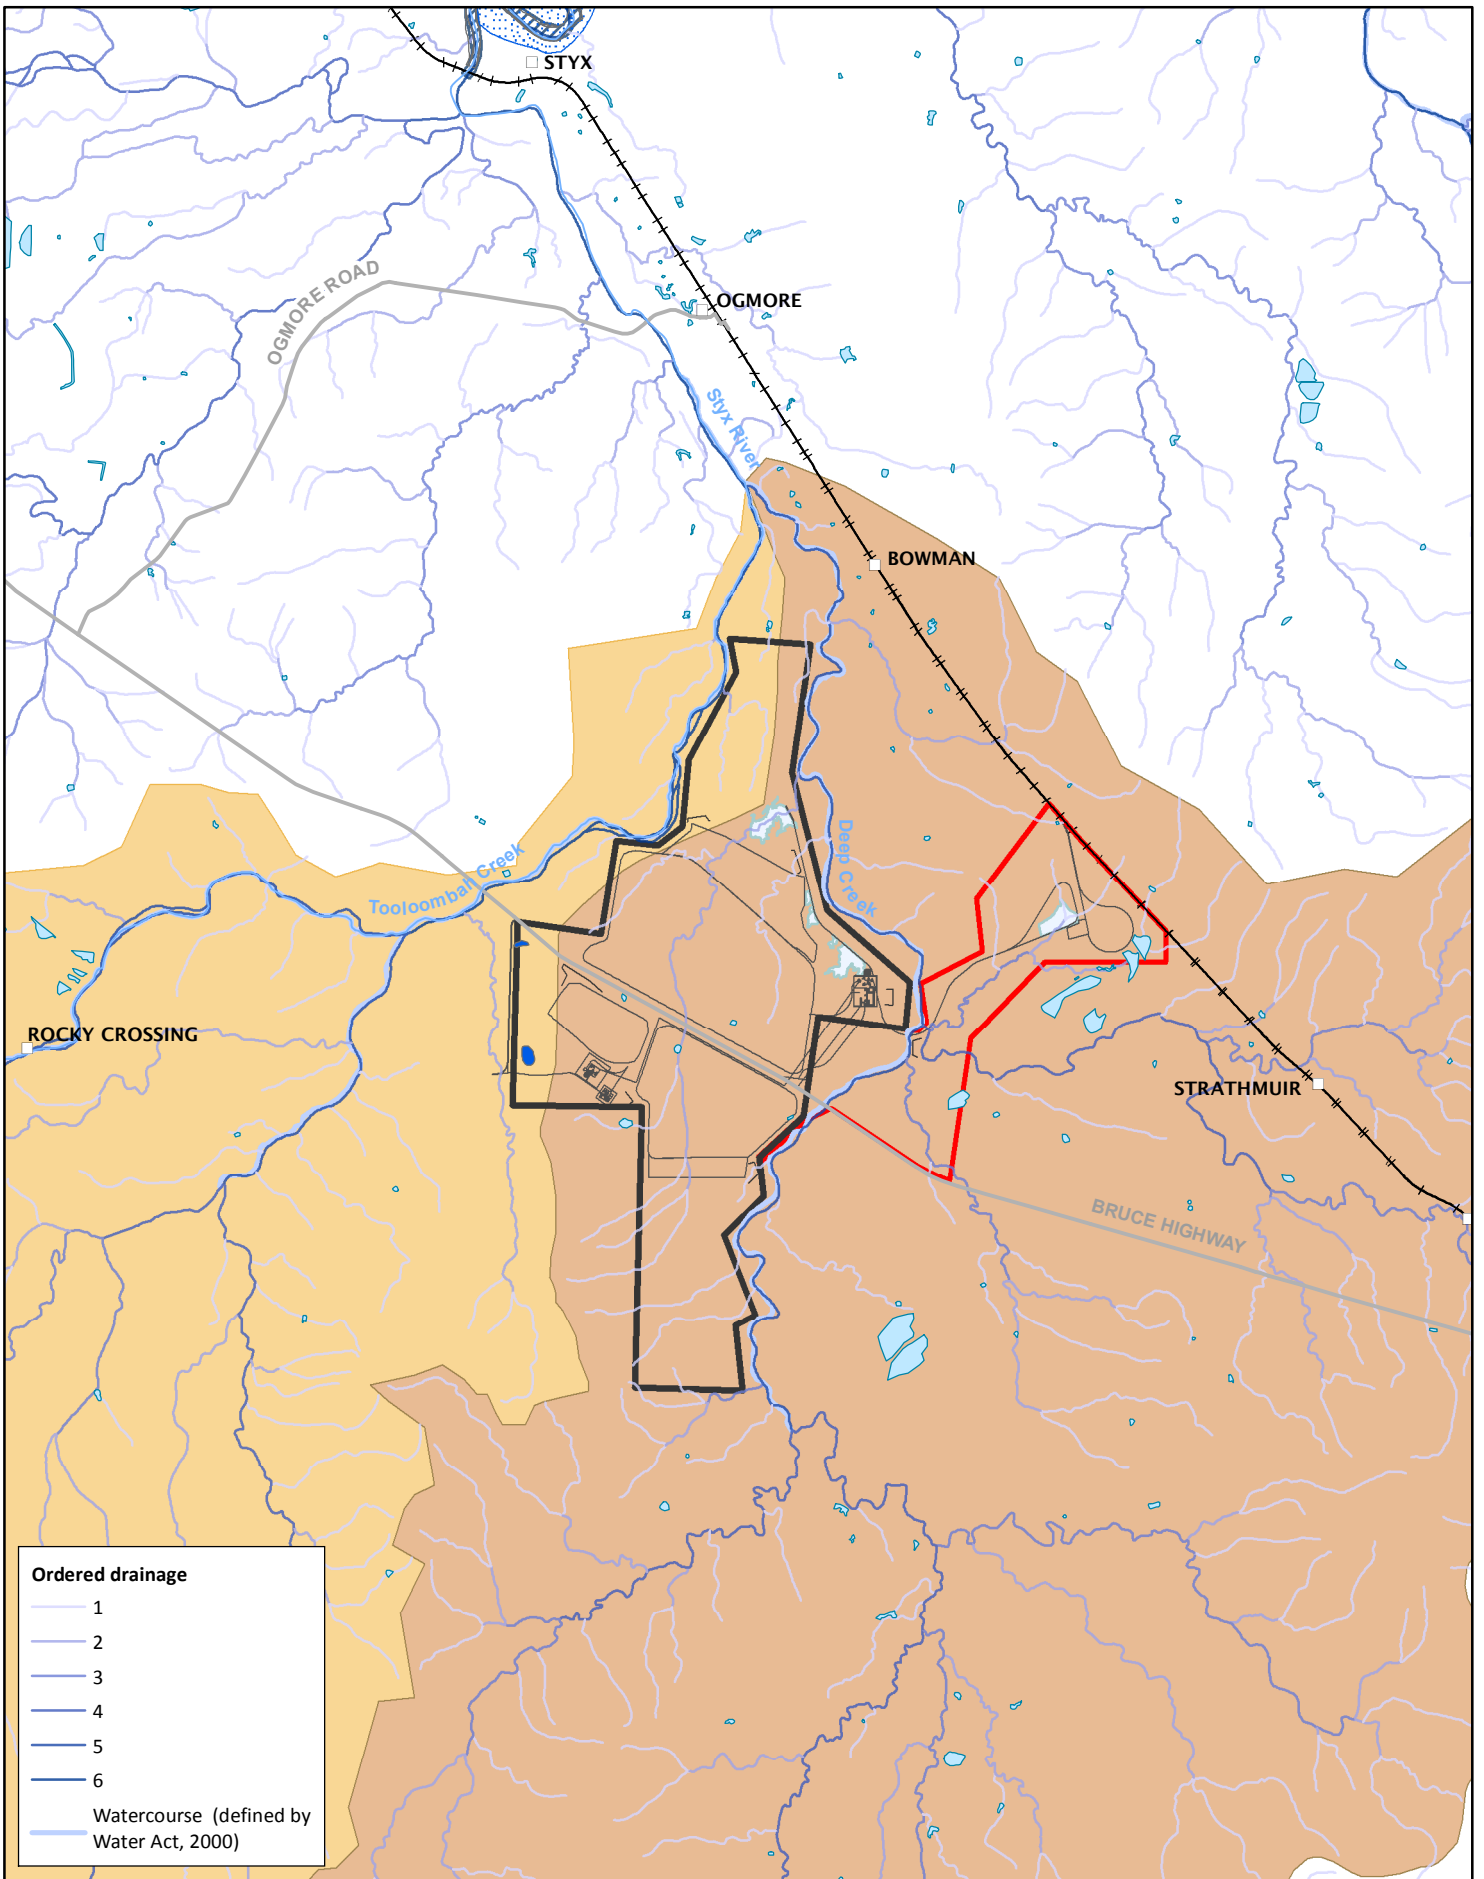 STYX
OGMORE ROAD
OGMORE
Styx River
BOWMAN
Deep Creek
Tooloombah Creek
ROCKY CROSSING
STRATHMUIR
BRUCE HIGHWAY
Ordered drainage
1
2
3
4
5
6
Watercourse (defined by
Water Act, 2000)